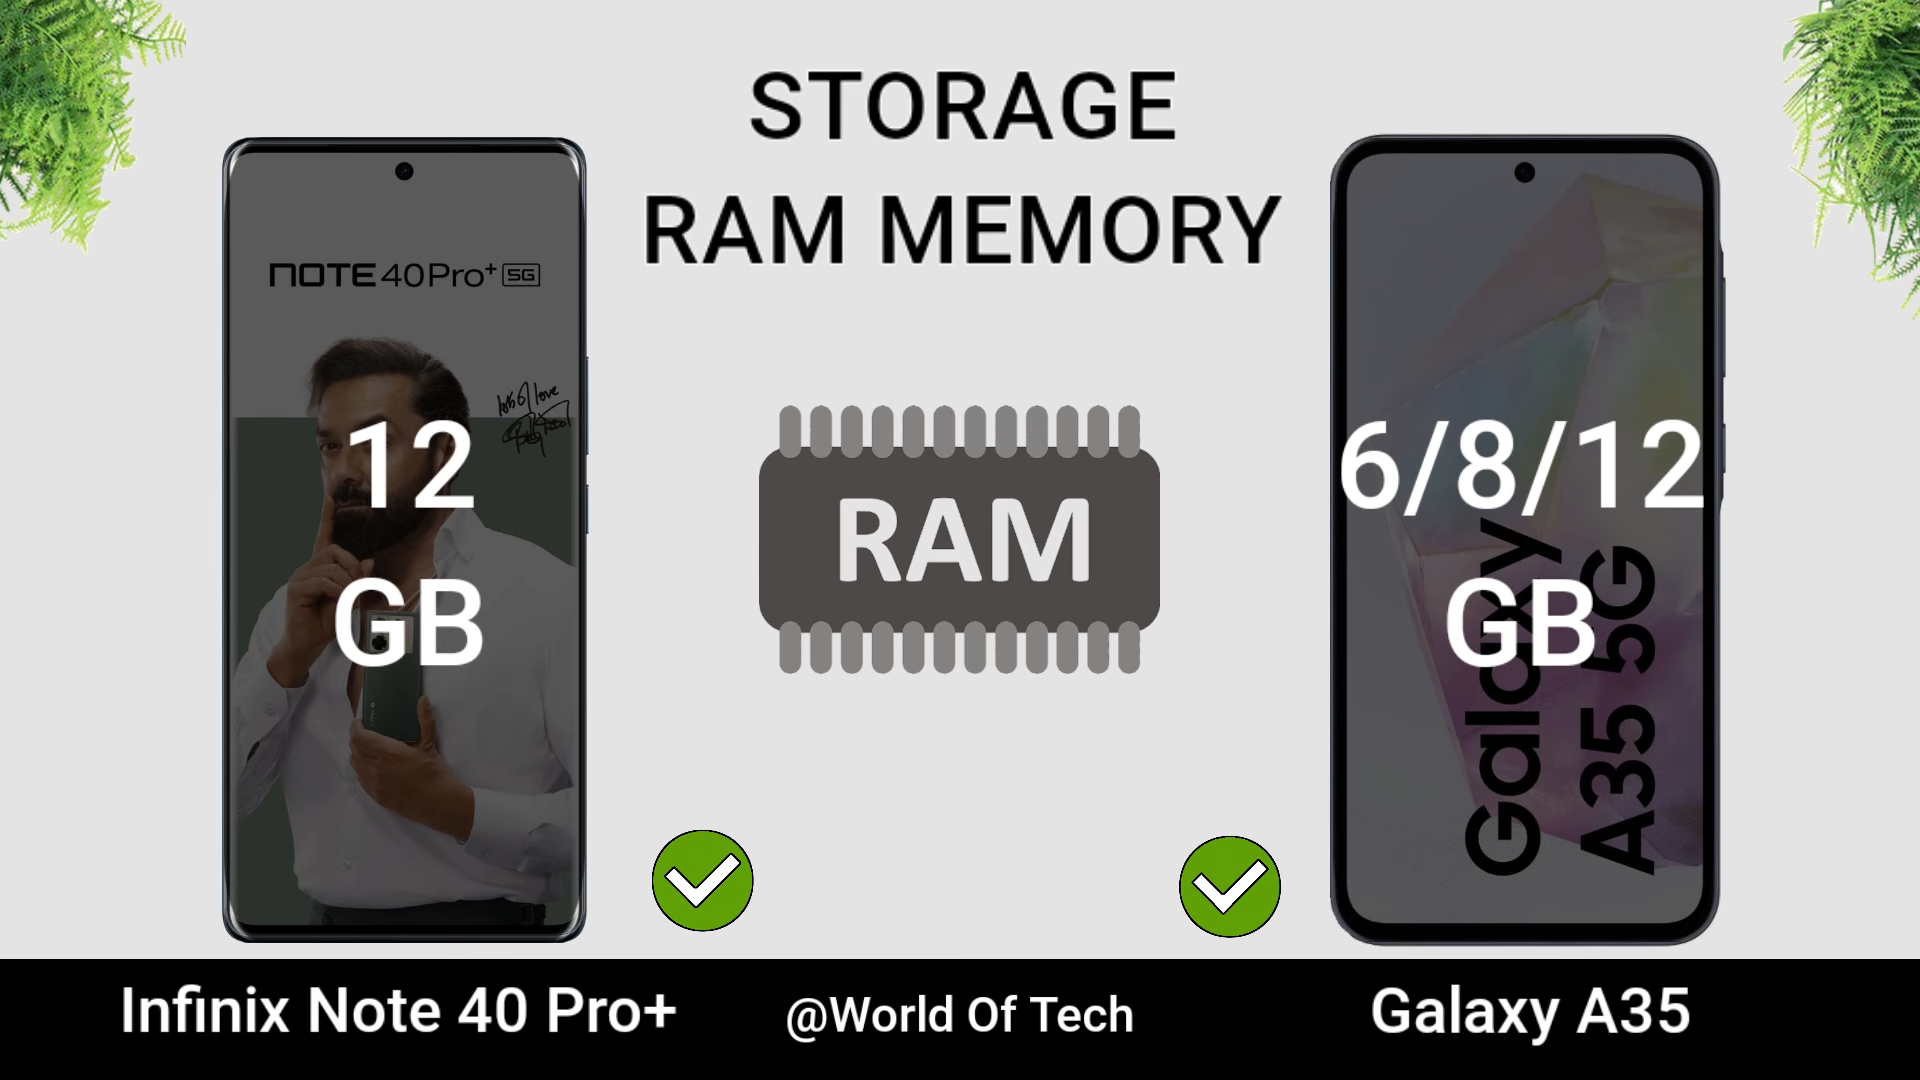 STORAGE
RAM MEMORY
NOTE 40 Pro+ 5G
12
GB
RAM
6/8/12
GB
Galaxy
A35 5G
Infinix Note 40 Pro+
@World Of Tech
Galaxy A35